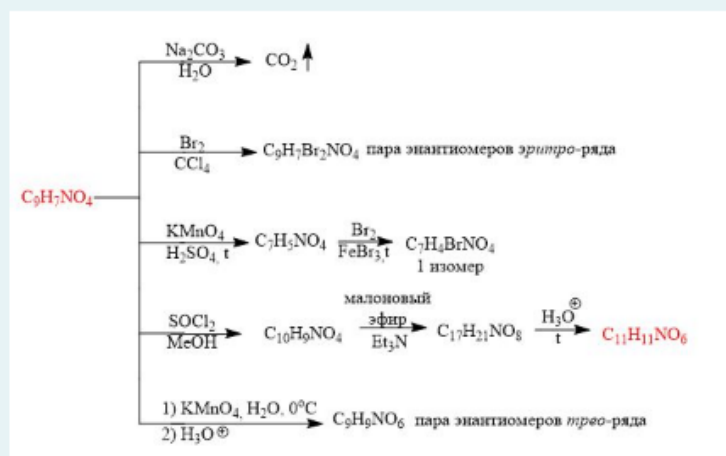 Na₂CO₃
H₂O
CO₂
Br₂
CCl₄
C₉H₇Br₂NO₄ пара энантиомеров эритро-ряда
C₉H₇NO₄
KMnO₄
H₂SO₄, t
C₇H₅NO₄
Br₂
FeBr₃, t
C₇H₄BrNO₄
1 изомер
SOCl₂
MeOH
C₁₀H₉NO₄
малоновый
эфир
Et₃N
C₁₇H₂₁NO₈
H₃O⊕
t
C₁₁H₁₁NO₆
1) KMnO₄, H₂O, 0°C
2) H₃O⊕
C₉H₉NO₆ пара энантиомеров трео-ряда